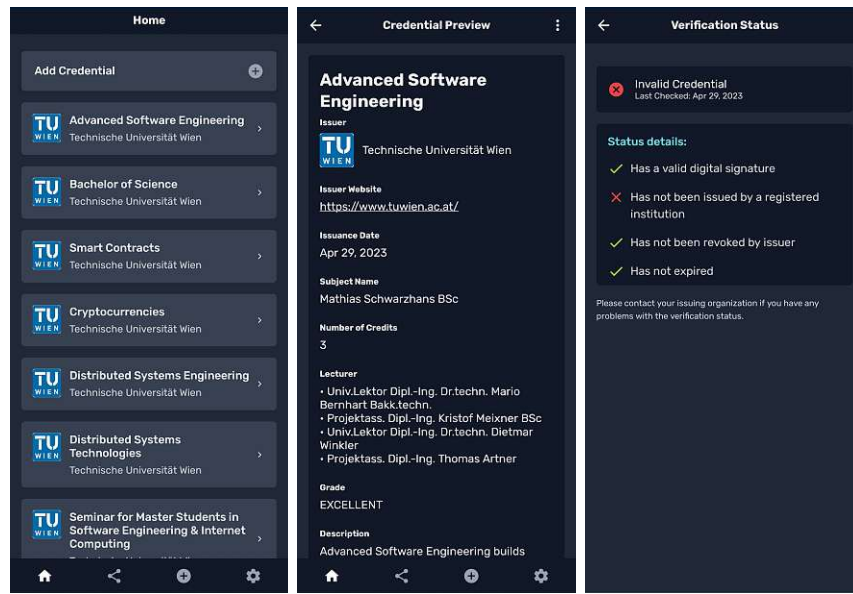 Home
Add Credential
TU
WIEN
Advanced Software Engineering
Technische Universität Wien
TU
WIEN
Bachelor of Science
Technische Universität Wien
TU
WIEN
Smart Contracts
Technische Universität Wien
TU
WIEN
Cryptocurrencies
Technische Universität Wien
TU
WIEN
Distributed Systems Engineering
Technische Universität Wien
TU
WIEN
Distributed Systems
Technologies
Technische Universität Wien
TU
WIEN
Seminar for Master Students in
Software Engineering & Internet
Computing
Credential Preview
Advanced Software
Engineering
Issuer
TU
WIEN
Technische Universität Wien
Issuer Website
https://www.tuwien.ac.at/
Issuance Date
Apr 29, 2023
Subject Name
Mathias Schwarzhans BSc
Number of Credits
3
Lecturer
• Univ.Lektor Dipl.-Ing. Dr.techn. Mario
Bernhart Bakk.techn.
• Projektass. Dipl.-Ing. Kristof Meixner BSc
• Univ.Lektor Dipl.-Ing. Dr.techn. Dietmar
Winkler
• Projektass. Dipl.-Ing. Thomas Artner
Grade
EXCELLENT
Description
Advanced Software Engineering builds
Verification Status
Invalid Credential
Last Checked: Apr 29, 2023
Status details:
Has a valid digital signature
Has not been issued by a registered
institution
Has not been revoked by issuer
Has not expired
Please contact your issuing organization if you have any
problems with the verification status.